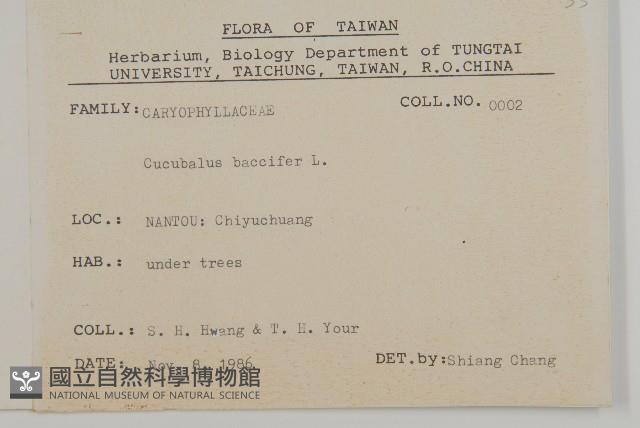 FLORA OF TAIWAN
Herbarium, Biology Department of TUNGTAI
UNIVERSITY, TAICHUNG, TAIWAN, R.O.CHINA
FAMILY: CARYOPHYLLACEAE COLL.NO. 0002
Cucubalus baccifer L.
LOC.: NANTOU: Chiyuchuang
HAB.: under trees
COLL.: S. H. Hwang & T. H. Your
DATE: Nov. 8, 1986 DET.by: Shiang Chang
國立自然科學博物館
NATIONAL MUSEUM OF NATURAL SCIENCE